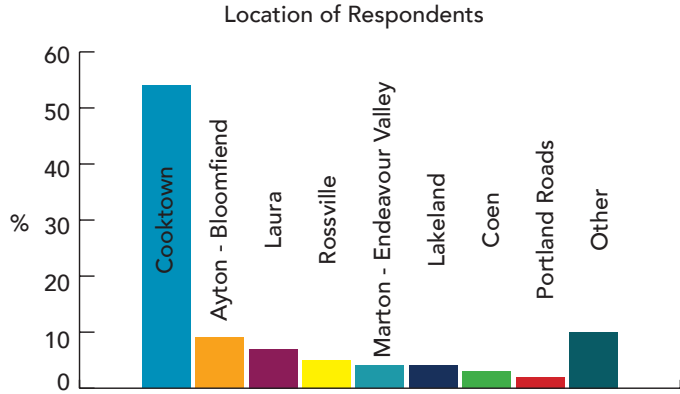 Location of Respondents
60
50
40
30
20
10
0
%
Cooktown
Ayton - Bloomfiend
Laura
Rossville
Marton - Endeavour Valley
Lakeland
Coen
Portland Roads
Other